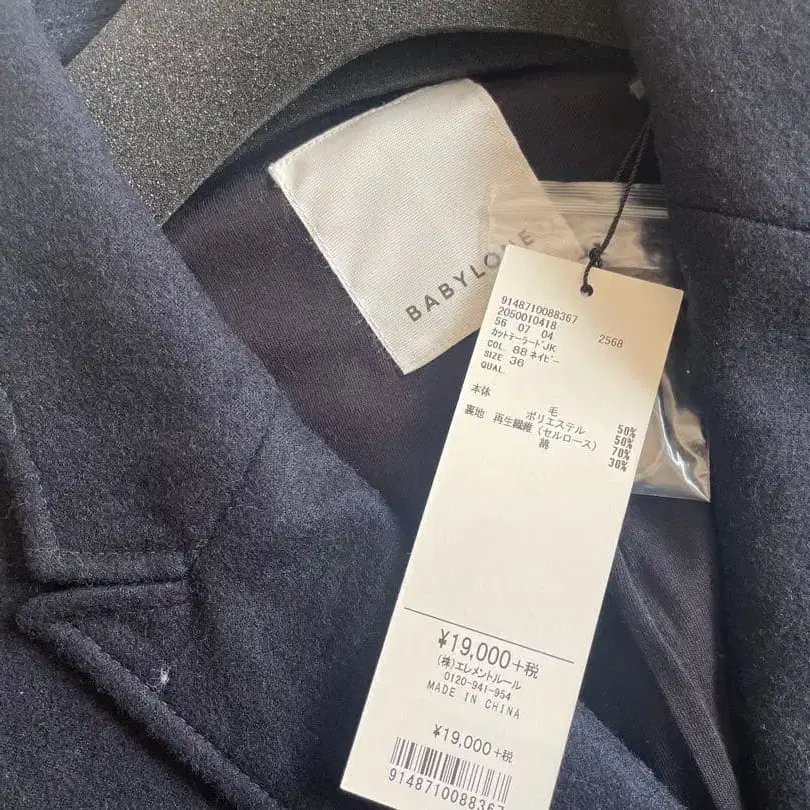 BABYLONE
9148710088367
2050010418
56 07 04 2568
カットテーラードJK
COL. 88 ネイビー
SIZE 36
QUAL
本体 毛 50%
ポリエステル 50%
裏地 再生繊維(セルロース) 70%
綿 30%
¥19,000+税
(株)エレメントルール
0120-941-954
MADE IN CHINA
¥19,000+税
9148710088367